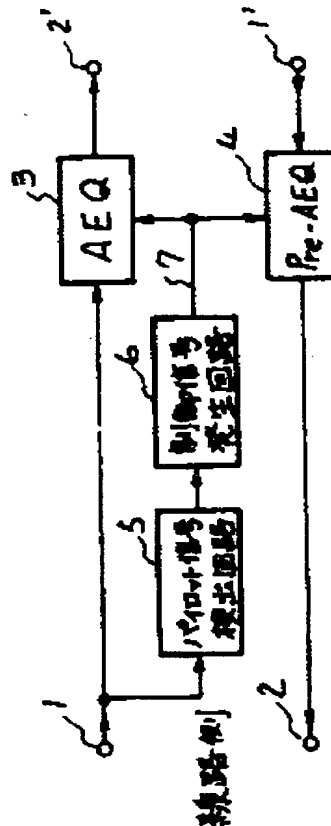 1
2'
3
AEQ
7
6
制御信号
発生回路
5
パイロット信号
検出回路
線路側
4
Pre-AEQ
1'
2